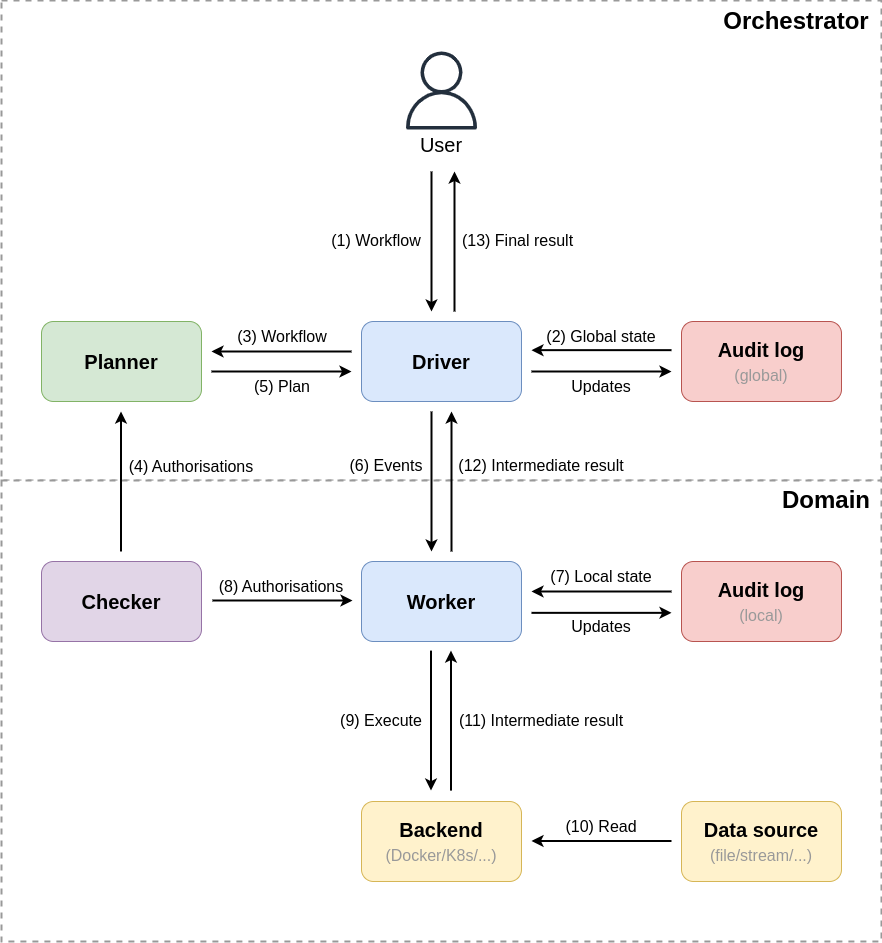 Orchestrator
User
(1) Workflow
(13) Final result
Planner
(3) Workflow
(5) Plan
Driver
(2) Global state
Updates
Audit log
(global)
(4) Authorisations
(6) Events
(12) Intermediate result
Domain
Checker
(8) Authorisations
Worker
(7) Local state
Updates
Audit log
(local)
(9) Execute
(11) Intermediate result
Backend
(Docker/K8s/...)
(10) Read
Data source
(file/stream/...)